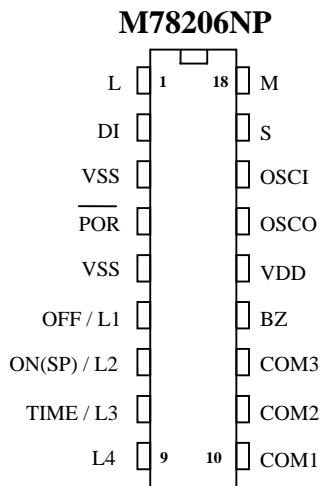 M78206NP
L 1 18 M
DI S
VSS OSCI
POR OSCO
VSS VDD
OFF / L1 BZ
ON(SP) / L2 COM3
TIME / L3 COM2
L4 9 10 COM1